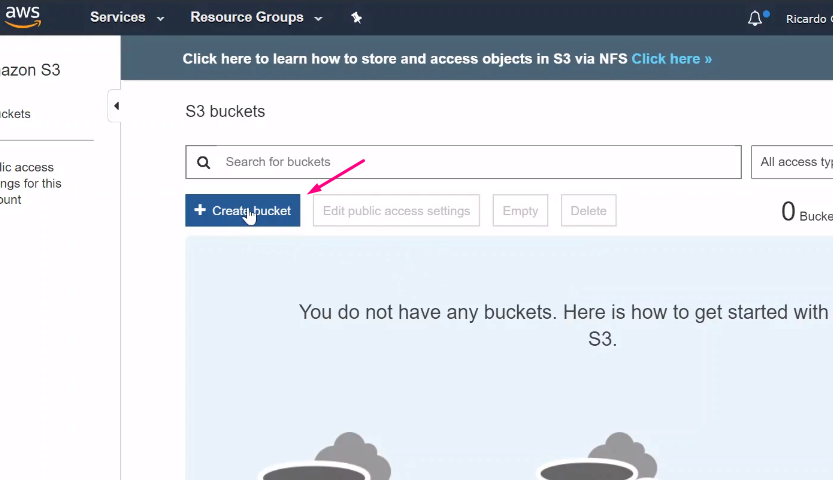 aws Services Resource Groups Ricardo
Click here to learn how to store and access objects in S3 via NFS Click here »
azon S3
S3 buckets
ckets
Search for buckets
All access typ
lic access
ngs for this
ount
Create bucket Edit public access settings Empty Delete 0 Bucke
You do not have any buckets. Here is how to get started with
S3.